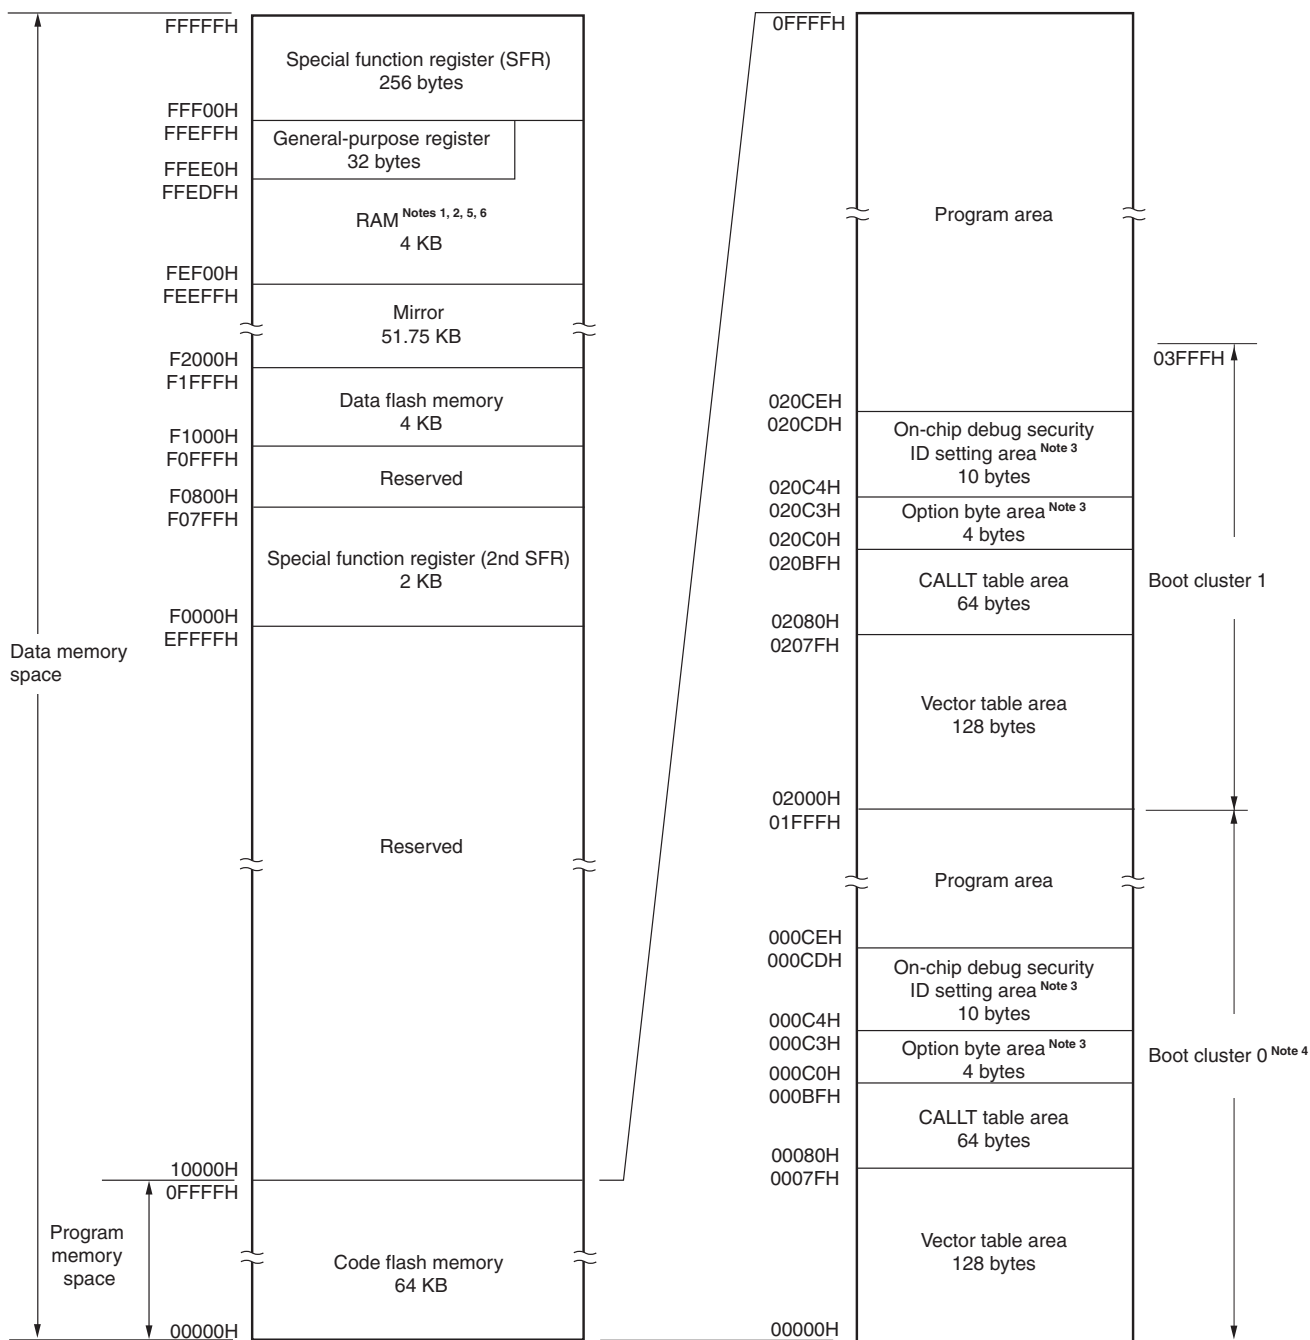 FFFFFH
Special function register (SFR)
256 bytes
FFF00H
FFEFFH
General-purpose register
32 bytes
FFEE0H
FFEDFH
RAM Notes 1, 2, 5, 6
4 KB
FEF00H
FEEFFH
Mirror
51.75 KB
F2000H
F1FFFH
Data flash memory
4 KB
F1000H
F0FFFH
Reserved
F0800H
F07FFH
Special function register (2nd SFR)
2 KB
F0000H
EFFFFH
Data memory
space
Reserved
10000H
0FFFFH
Program
memory
space
Code flash memory
64 KB
00000H
0FFFFH
Program area
03FFFH
020CEH
020CDH
On-chip debug security
ID setting area Note 3
10 bytes
020C4H
020C3H
Option byte area Note 3
4 bytes
020C0H
020BFH
CALLT table area
64 bytes
Boot cluster 1
02080H
0207FH
Vector table area
128 bytes
02000H
01FFFH
Program area
000CEH
000CDH
On-chip debug security
ID setting area Note 3
10 bytes
000C4H
000C3H
Option byte area Note 3
4 bytes
Boot cluster 0 Note 4
000C0H
000BFH
CALLT table area
64 bytes
00080H
0007FH
Vector table area
128 bytes
00000H